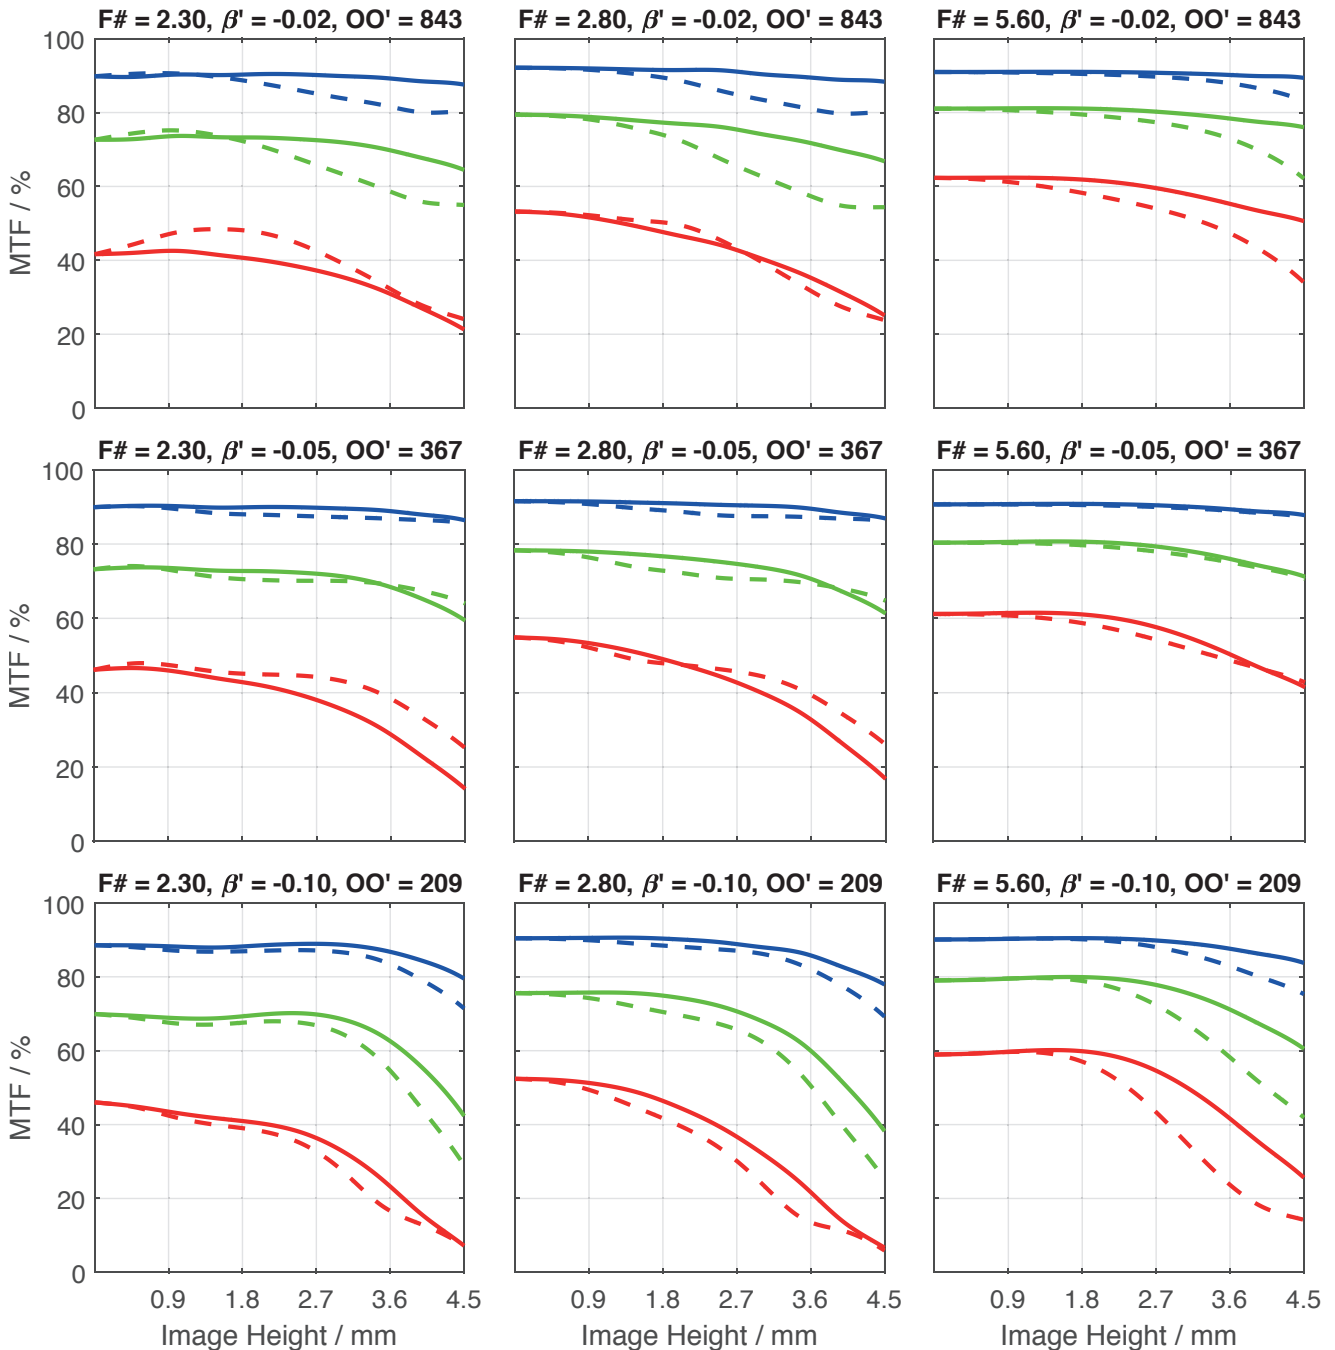 F# = 2.30, β' = -0.02, OO' = 843
F# = 2.80, β' = -0.02, OO' = 843
F# = 5.60, β' = -0.02, OO' = 843
100
80
60
40
20
0
MTF / %
F# = 2.30, β' = -0.05, OO' = 367
F# = 2.80, β' = -0.05, OO' = 367
F# = 5.60, β' = -0.05, OO' = 367
100
80
60
40
20
0
MTF / %
F# = 2.30, β' = -0.10, OO' = 209
F# = 2.80, β' = -0.10, OO' = 209
F# = 5.60, β' = -0.10, OO' = 209
100
80
60
40
20
0
MTF / %
0.9 1.8 2.7 3.6 4.5
0.9 1.8 2.7 3.6 4.5
0.9 1.8 2.7 3.6 4.5
Image Height / mm
Image Height / mm
Image Height / mm